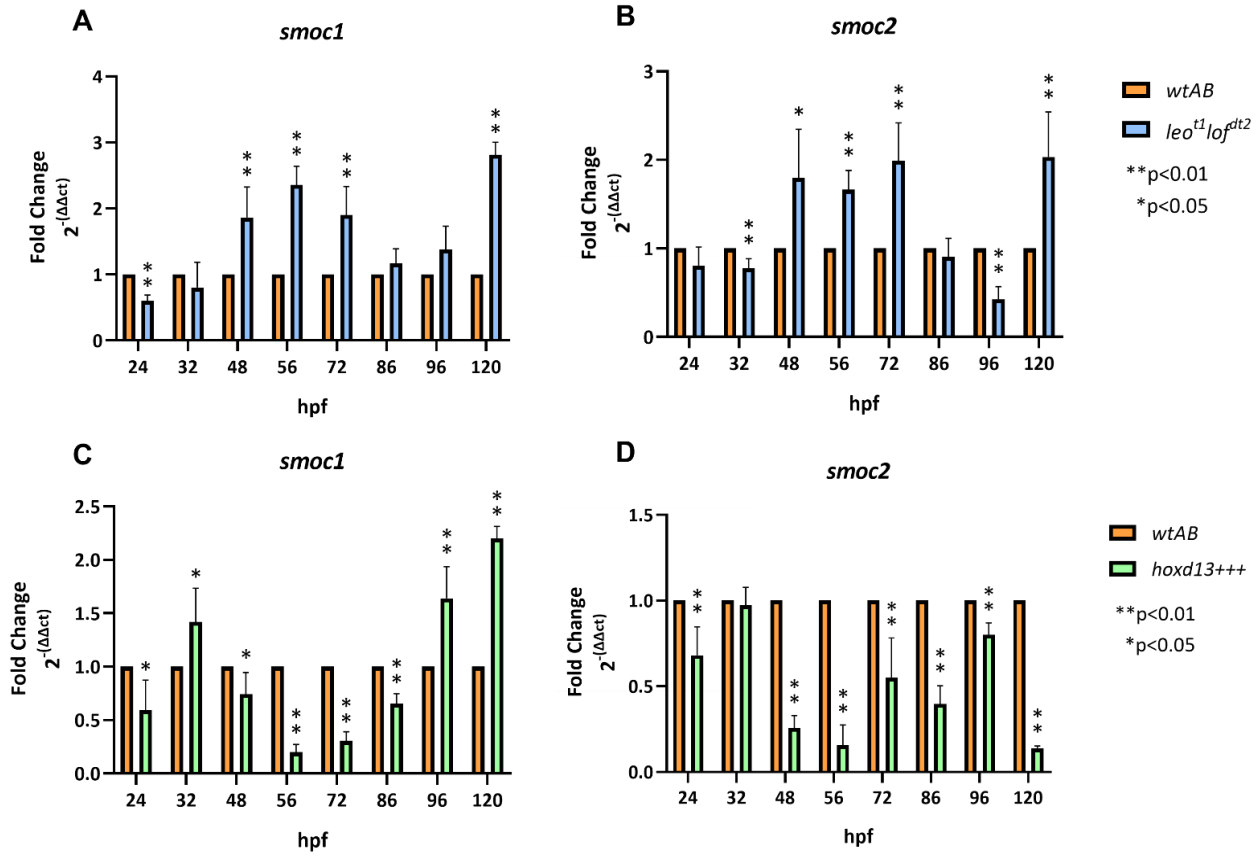 A
smoc1
Fold Change
2^-(ΔΔct)
4
3
2
1
0
** ** ** ** **
24 32 48 56 72 86 96 120
hpf
B
smoc2
Fold Change
2^-(ΔΔct)
3
2
1
0
** * ** ** ** **
24 32 48 56 72 86 96 120
hpf
wtAB
leo^t1lof^dt2
**p<0.01
*p<0.05
C
smoc1
Fold Change
2^-(ΔΔct)
2.5
2.0
1.5
1.0
0.5
0.0
* * * ** ** ** ** **
24 32 48 56 72 86 96 120
hpf
D
smoc2
Fold Change
2^-(ΔΔct)
1.5
1.0
0.5
0.0
** ** ** ** ** ** **
24 32 48 56 72 86 96 120
hpf
wtAB
hoxd13+++
**p<0.01
*p<0.05